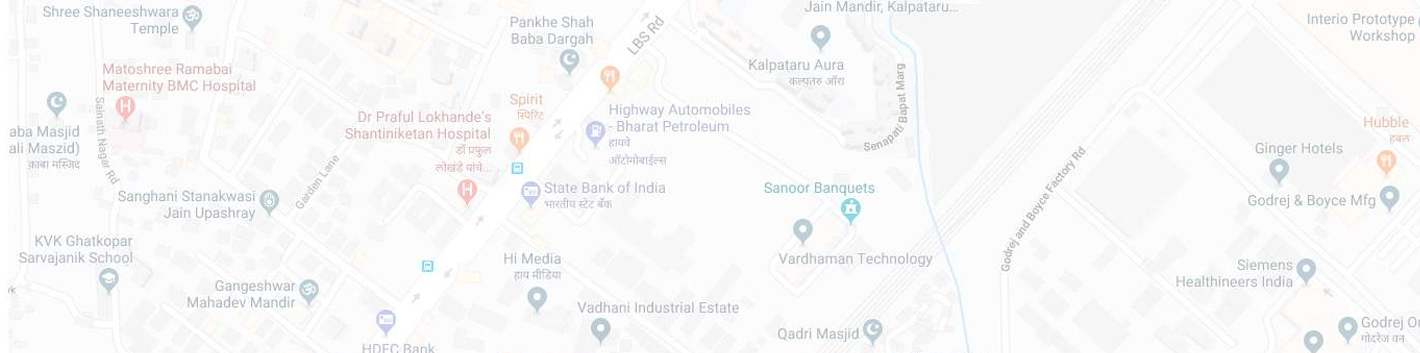 Shree Shaneeshwara
Temple
Pankhe Shah
Baba Dargah
LBS Rd
Jain Mandir, Kalpataru...
Interio Prototype
Workshop
Kalpataru Aura
कल्पतरु ऑरा
Matoshree Ramabai
Maternity BMC Hospital
Sainath Nagar Rd
aba Masjid
ali Maszid)
क़ाबा मस्जिद
Spirit
स्पिरिट
Dr Praful Lokhande's
Shantiniketan Hospital
डॉ प्रफुल
लोखंडे यांचे...
Highway Automobiles
- Bharat Petroleum
हायवे
ऑटोमोबाईल्स
Senapati Bapat Marg
Hubble
हबल
Ginger Hotels
Godrej & Boyce Mfg
Godrej and Boyce Factory Rd
Garden Lane
Sanghani Stanakwasi
Jain Upashray
State Bank of India
भारतीय स्टेट बँक
Sanoor Banquets
Vardhaman Technology
KVK Ghatkopar
Sarvajanik School
Hi Media
हाय मीडिया
Siemens
Healthineers India
Gangeshwar
Mahadev Mandir
Vadhani Industrial Estate
Qadri Masjid
HDFC Bank
Godrej On
गोदरेज वन